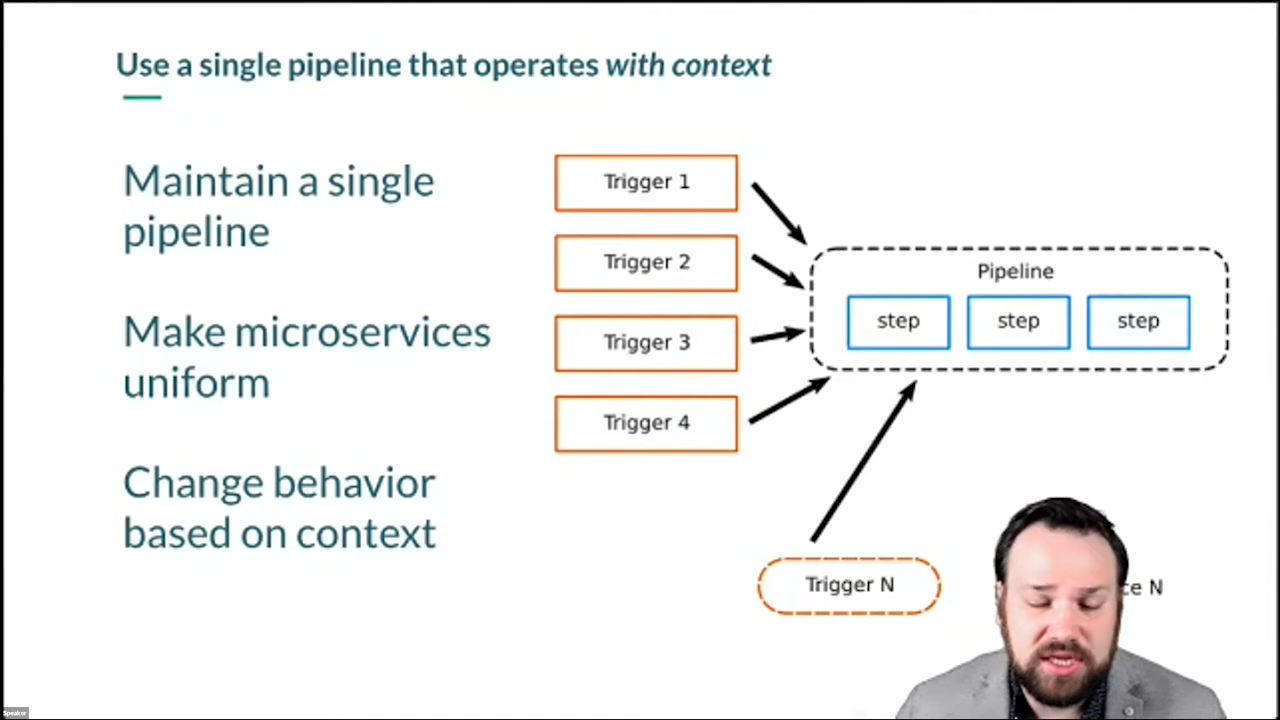 Use a single pipeline that operates with context
Maintain a single
pipeline
Make microservices
uniform
Change behavior
based on context
Trigger 1
Trigger 2
Trigger 3
Trigger 4
Pipeline
step step step
Trigger N
N
Speaker